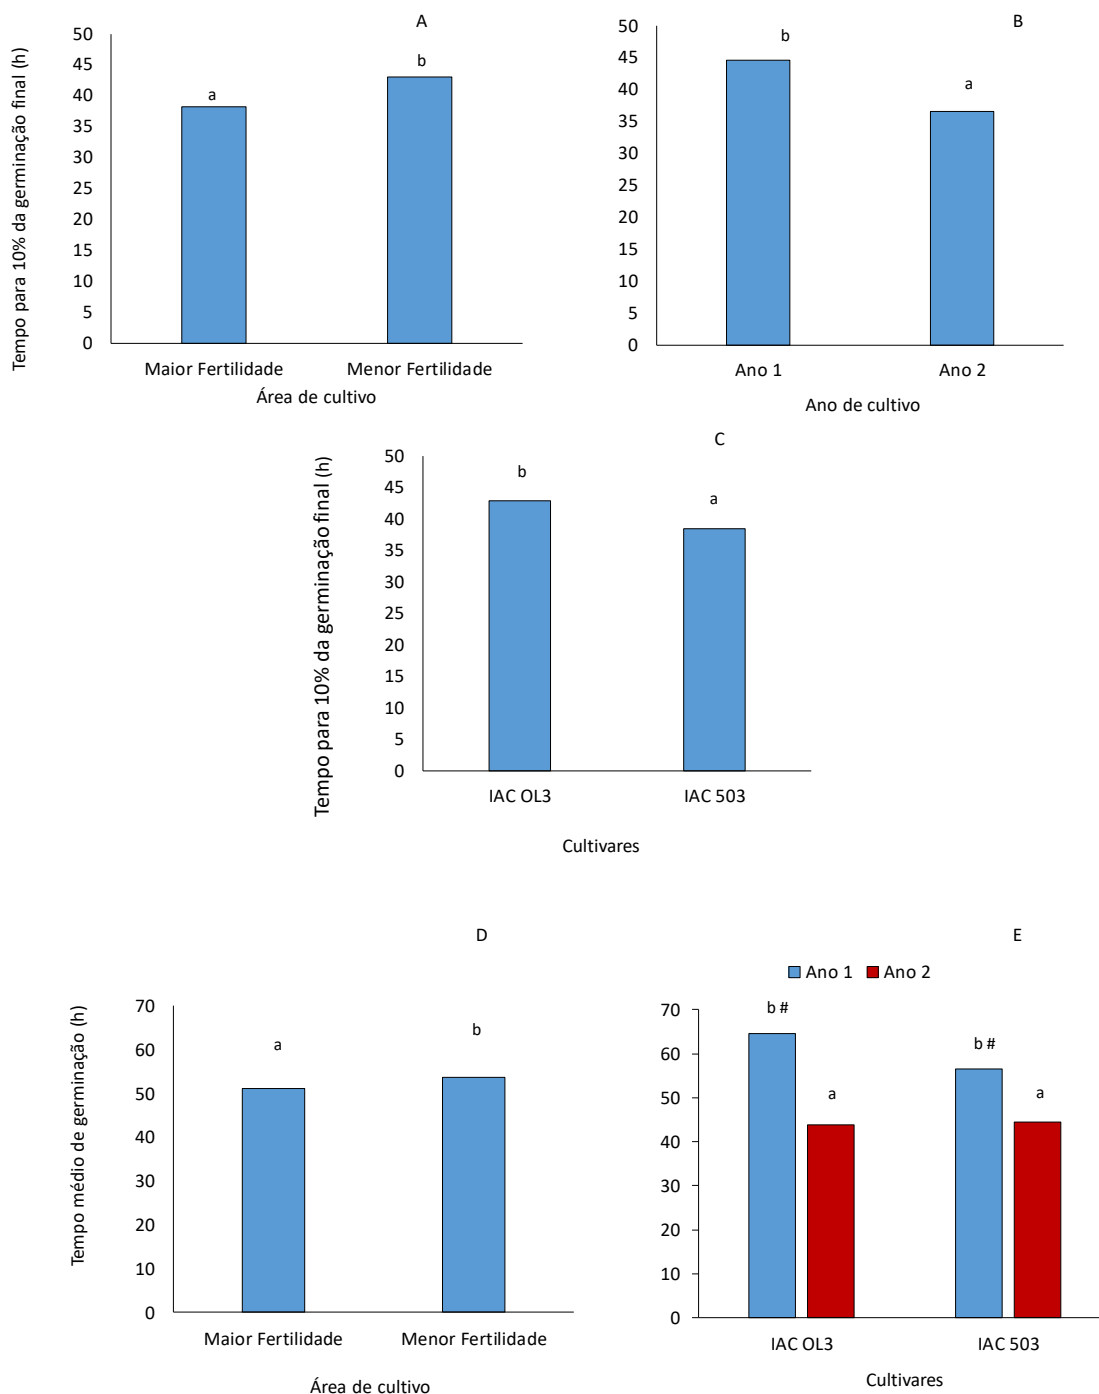 A
Tempo para 10% da germinação final (h)
50
45
40
35
30
25
20
15
10
5
0
a
b
Maior Fertilidade
Menor Fertilidade
Área de cultivo
B
50
45
40
35
30
25
20
15
10
5
0
b
a
Ano 1
Ano 2
Ano de cultivo
C
Tempo para 10% da germinação final (h)
50
45
40
35
30
25
20
15
10
5
0
b
a
IAC OL3
IAC 503
Cultivares
D
Tempo médio de germinação (h)
70
60
50
40
30
20
10
0
a
b
Maior Fertilidade
Menor Fertilidade
Área de cultivo
E
Ano 1
Ano 2
70
60
50
40
30
20
10
0
b #
a
b #
a
IAC OL3
IAC 503
Cultivares